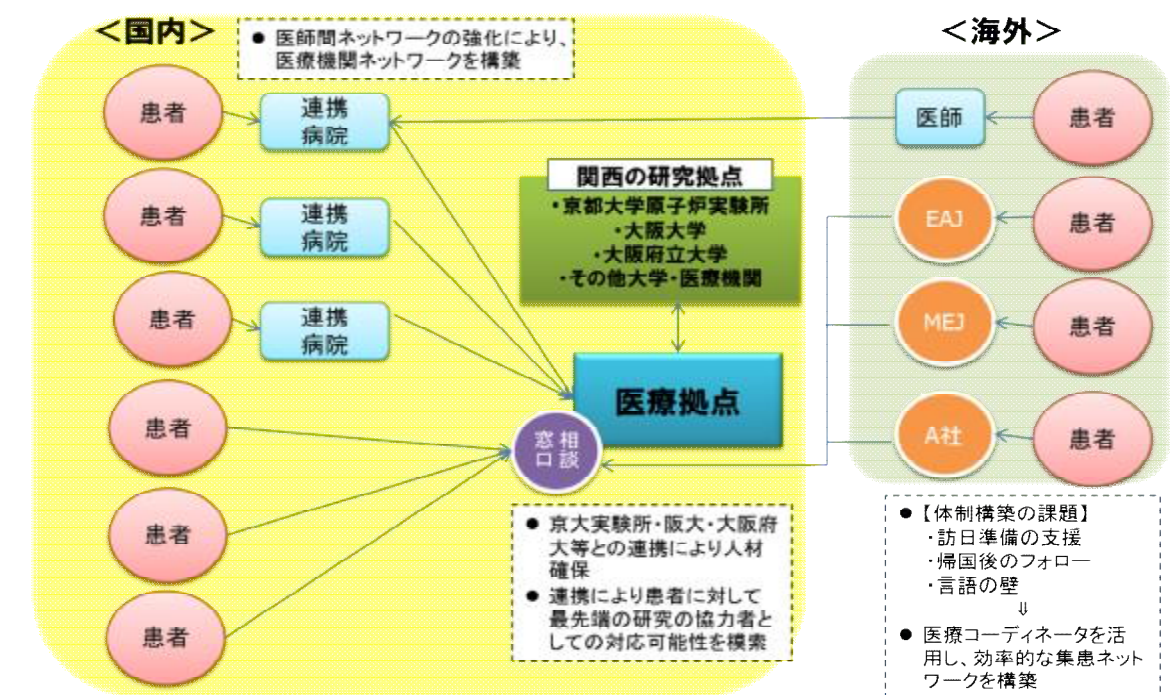 ＜国内＞
● 医師間ネットワークの強化により、
医療機関ネットワークを構築
患者
連携
病院
患者
連携
病院
患者
連携
病院
患者
患者
患者
関西の研究拠点
・京都大学原子炉実験所
・大阪大学
・大阪府立大学
・その他大学・医療機関
医療拠点
相談
窓口
● 京大実験所・阪大・大阪府
大等との連携により人材
確保
● 連携により患者に対して
最先端の研究の協力者と
しての対応可能性を模索
＜海外＞
医師
患者
EAJ
患者
MEJ
患者
A社
患者
● 【体制構築の課題】
・訪日準備の支援
・帰国後のフォロー
・言語の壁
⇓
● 医療コーディネータを活
用し、効率的な集患ネット
ワークを構築